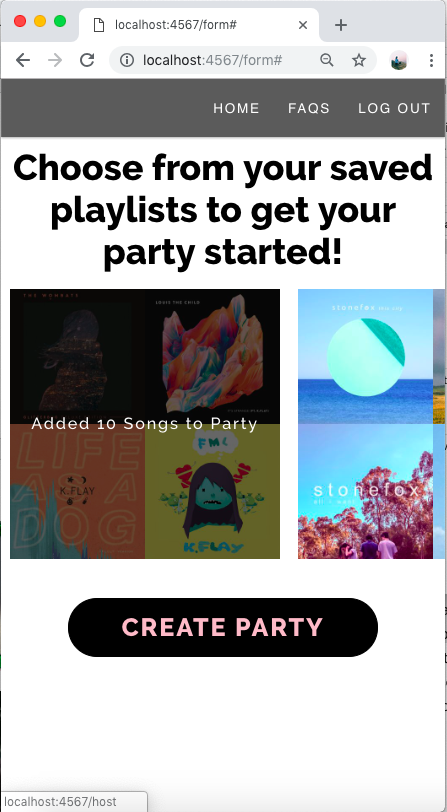 localhost:4567/form#
localhost:4567/form#
HOME FAQS LOG OUT
Choose from your saved
playlists to get your
party started!
THE WOMBATS
LOUIS THE CHILD
stonefox
Added 10 Songs to Party
LIFE
AS A
DOG
K.FLAY
FML
K.FLAY
stonefox
CREATE PARTY
localhost:4567/host